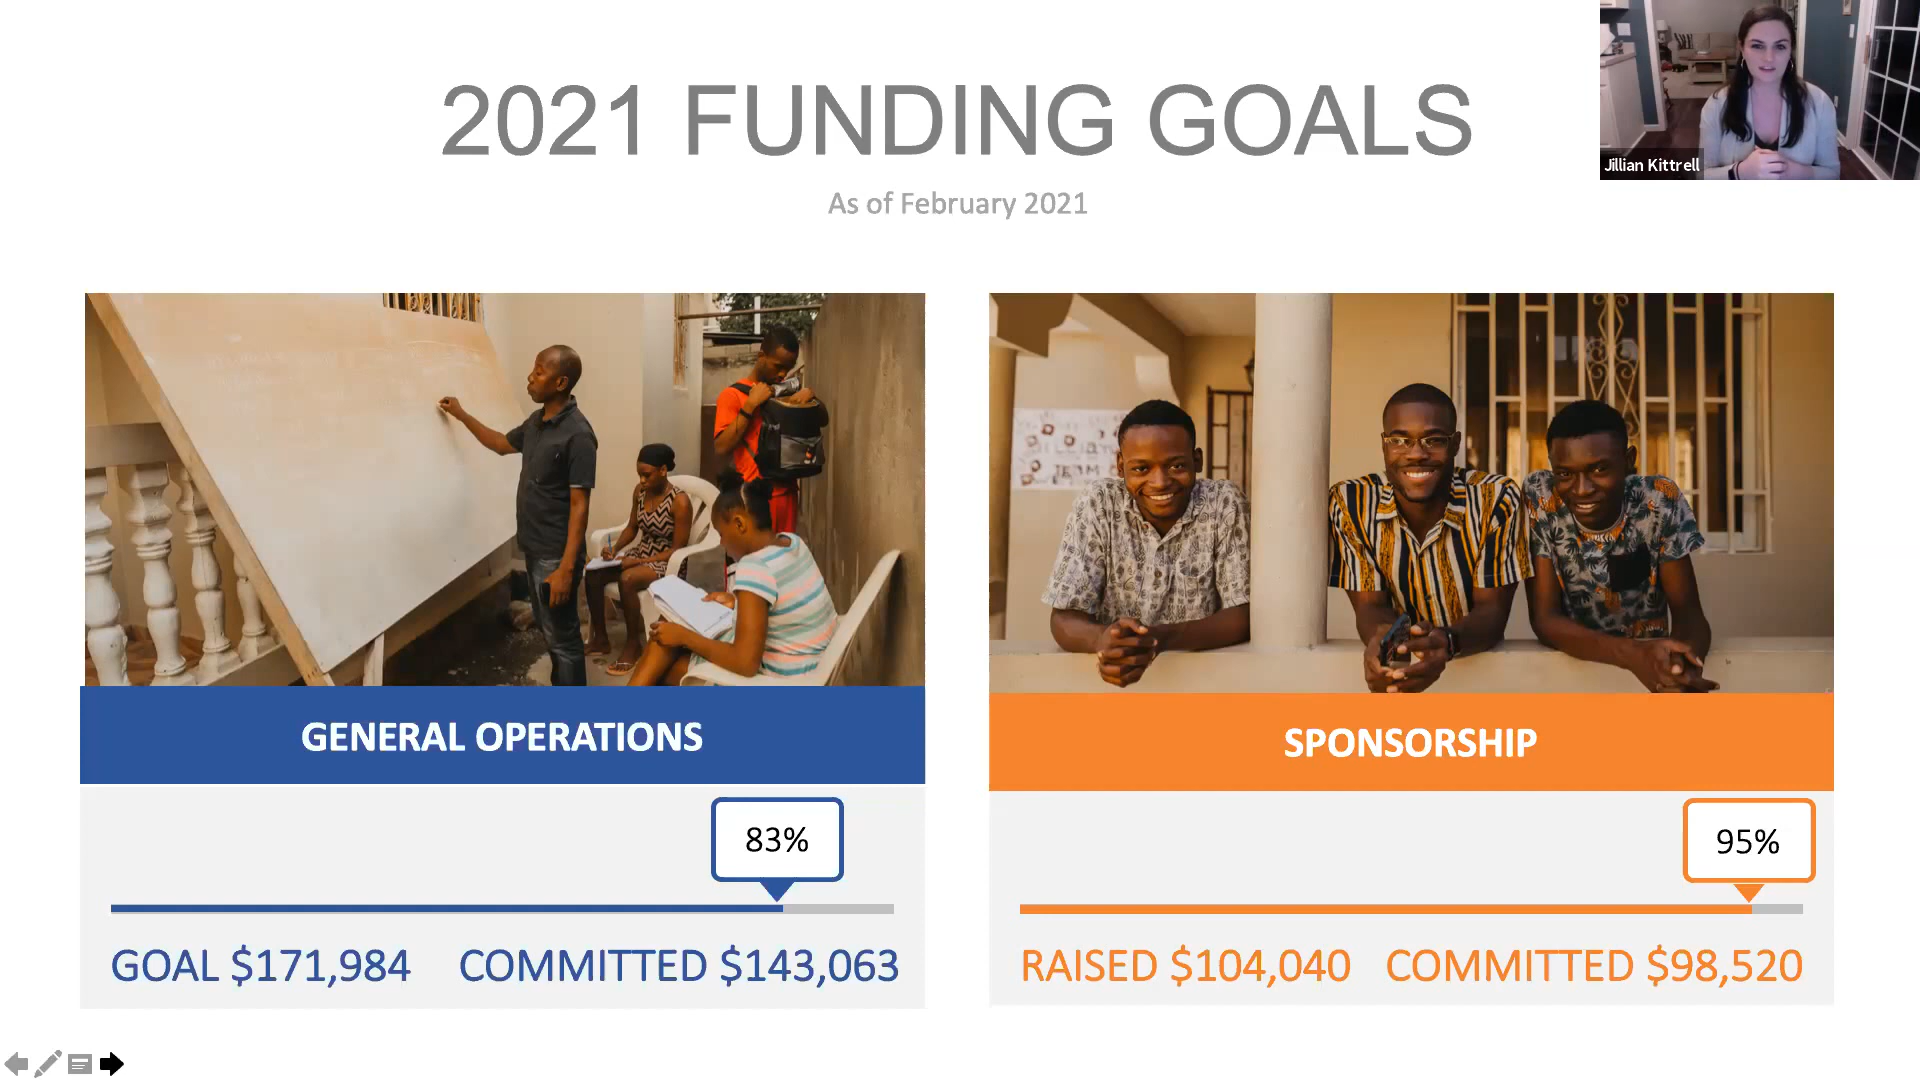 2021 FUNDING GOALS
As of February 2021
Jillian Kittrell
GENERAL OPERATIONS
SPONSORSHIP
83%
95%
GOAL $171,984 COMMITTED $143,063
RAISED $104,040 COMMITTED $98,520